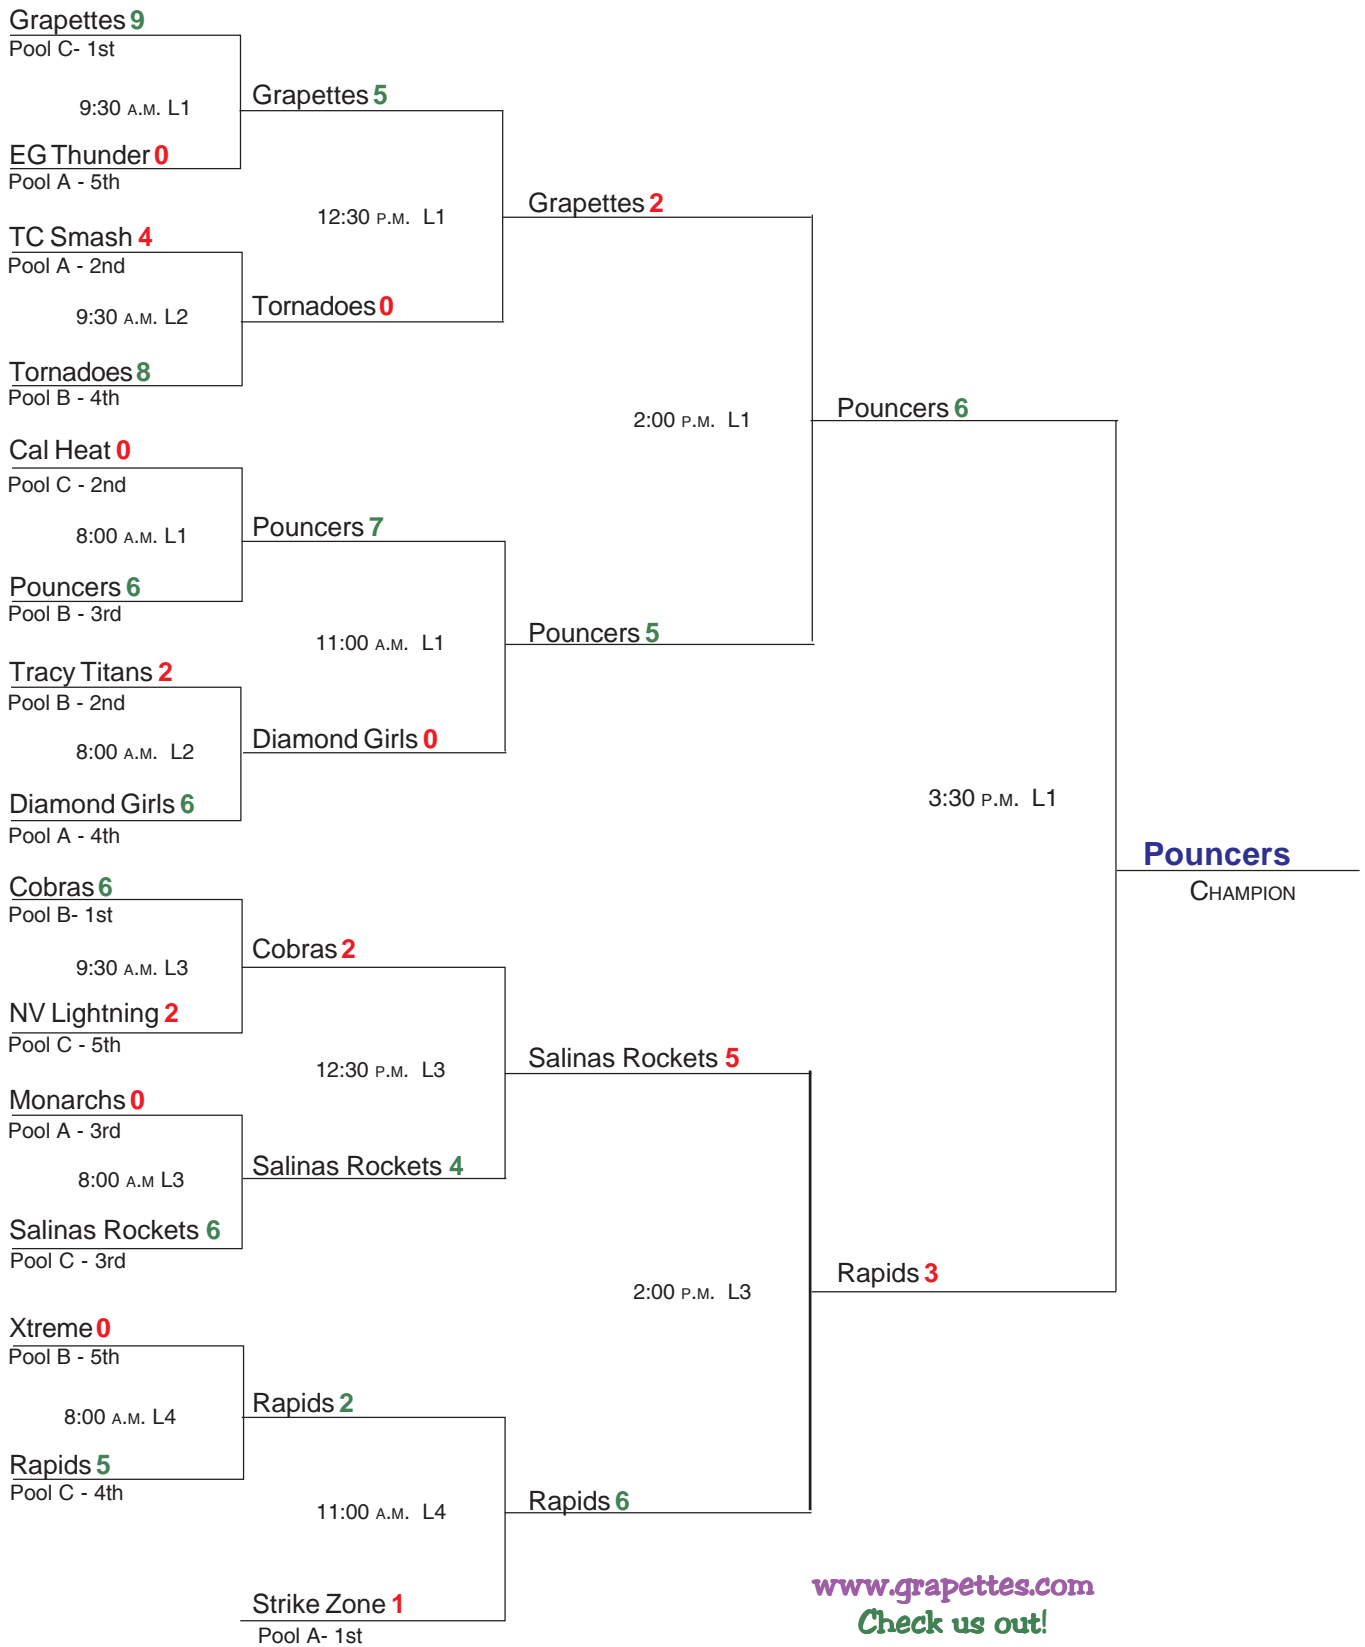 Grapettes 9
Pool C- 1st
9:30 A.M. L1
EG Thunder 0
Pool A - 5th
TC Smash 4
Pool A - 2nd
9:30 A.M. L2
Tornadoes 8
Pool B - 4th
Cal Heat 0
Pool C - 2nd
8:00 A.M. L1
Pouncers 6
Pool B - 3rd
Tracy Titans 2
Pool B - 2nd
8:00 A.M. L2
Diamond Girls 6
Pool A - 4th
Cobras 6
Pool B- 1st
9:30 A.M. L3
NV Lightning 2
Pool C - 5th
Monarchs 0
Pool A - 3rd
8:00 A.M L3
Salinas Rockets 6
Pool C - 3rd
Xtreme 0
Pool B - 5th
8:00 A.M. L4
Rapids 5
Pool C - 4th
Grapettes 5
12:30 P.M. L1
Tornadoes 0
Pouncers 7
11:00 A.M. L1
Diamond Girls 0
Cobras 2
12:30 P.M. L3
Salinas Rockets 4
Rapids 2
11:00 A.M. L4
Strike Zone 1
Pool A- 1st
Grapettes 2
2:00 P.M. L1
Pouncers 5
Salinas Rockets 5
2:00 P.M. L3
Rapids 6
Pouncers 6
3:30 P.M. L1
Rapids 3
Pouncers
CHAMPION
www.grapettes.com
Check us out!